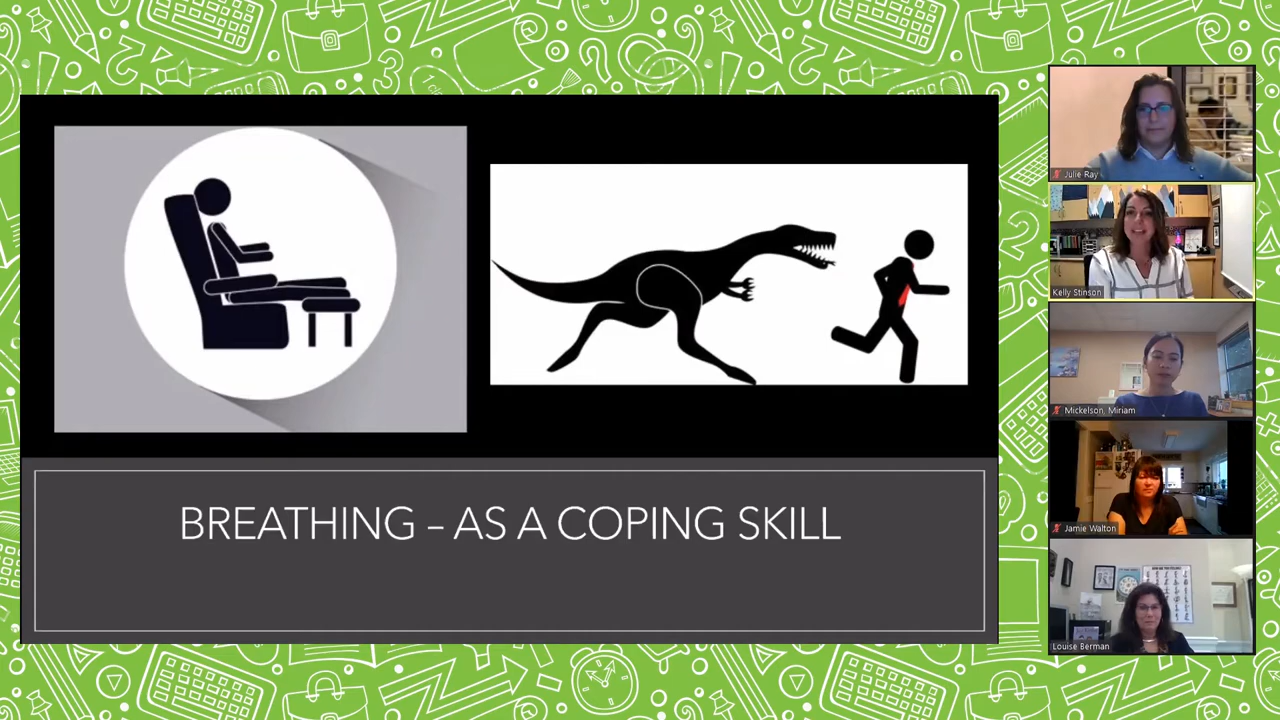 BREATHING – AS A COPING SKILL
Julie Ray
Kelly Stinson
Mickelson, Miriam
Jamie Walton
Louise Berman